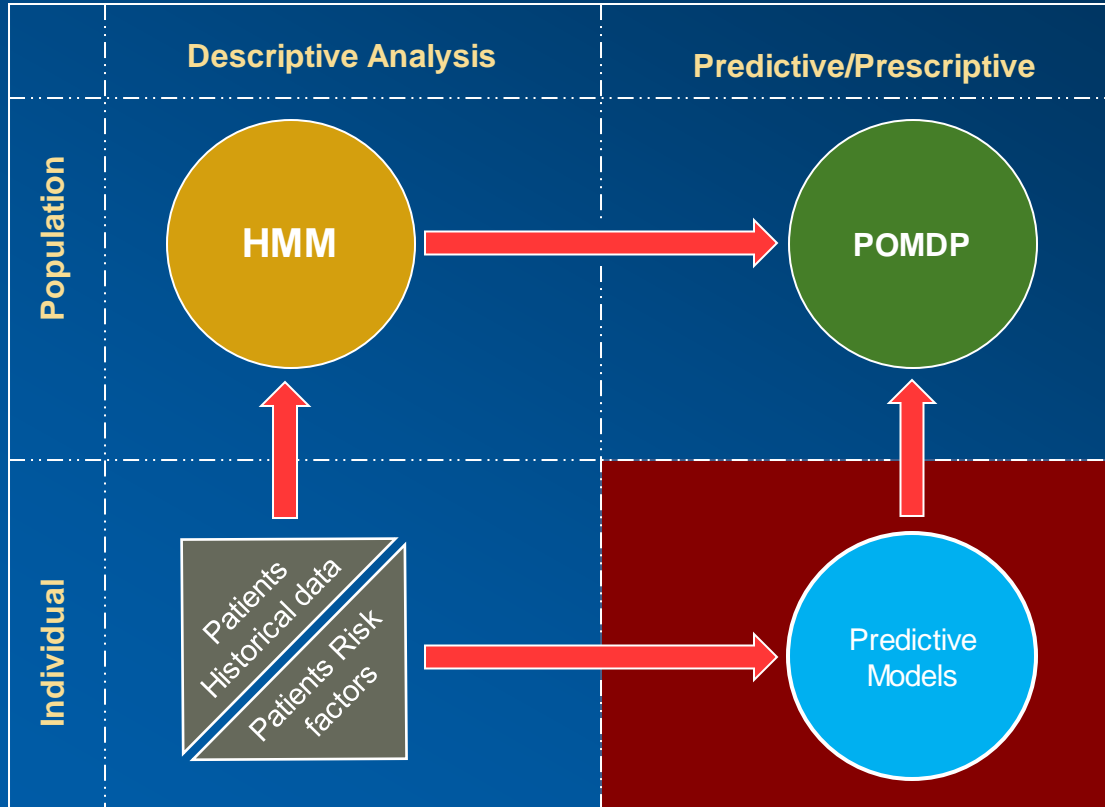 Descriptive Analysis
Predictive/Prescriptive
Population
HMM
POMDP
Individual
Patients
Historical data
Patients Risk
factors
Predictive
Models